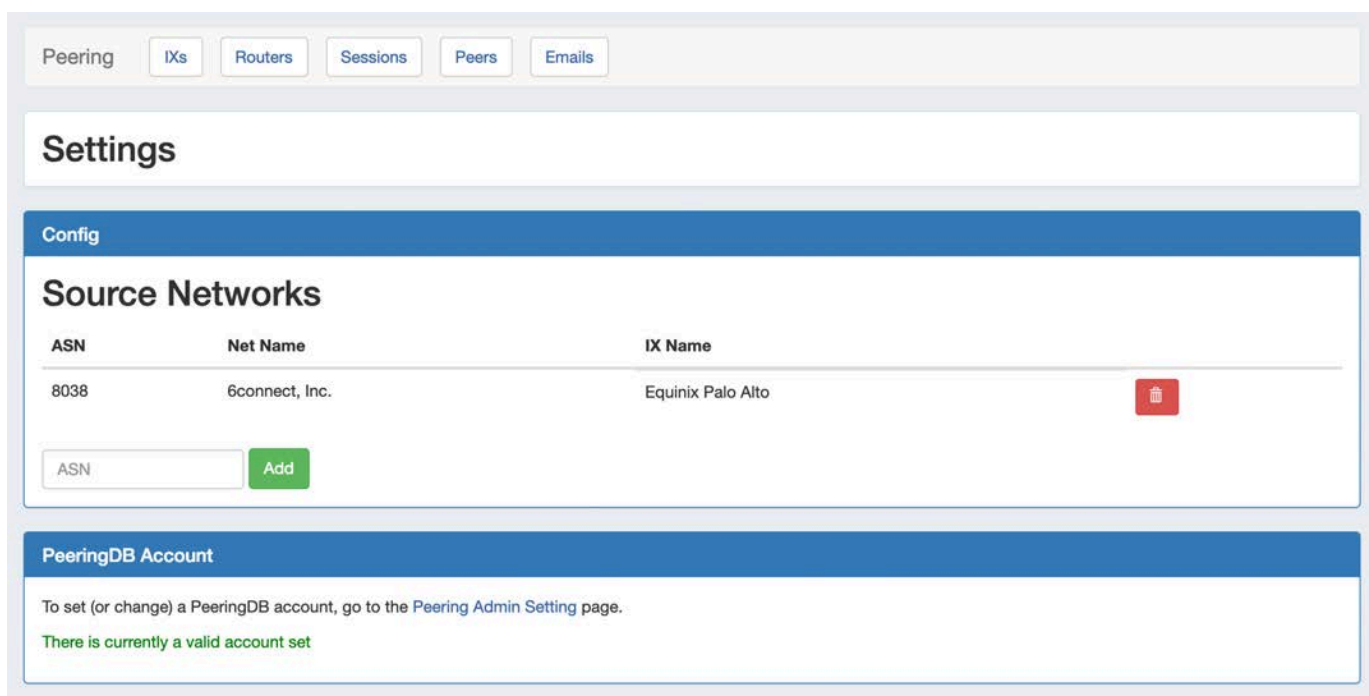 Peering IXs Routers Sessions Peers Emails
Settings
Config
Source Networks
ASN Net Name IX Name
8038 6connect, Inc. Equinix Palo Alto
ASN Add
PeeringDB Account
To set (or change) a PeeringDB account, go to the Peering Admin Setting page.
There is currently a valid account set